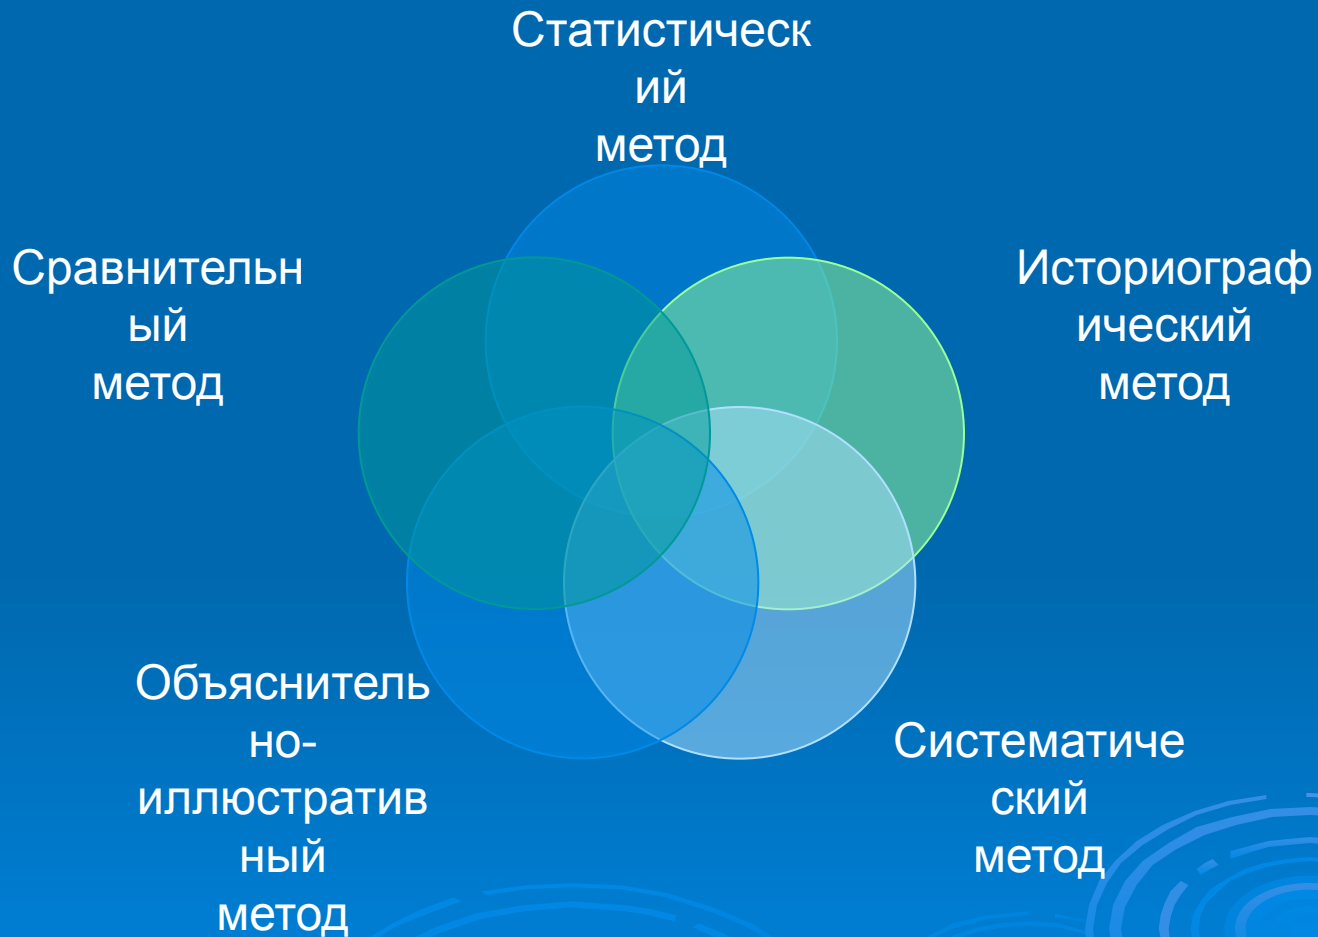 Статистическ
ий
метод
Сравнительн
ый
метод
Историограф
ический
метод
Объяснитель
но-
иллюстратив
ный
метод
Систематиче
ский
метод